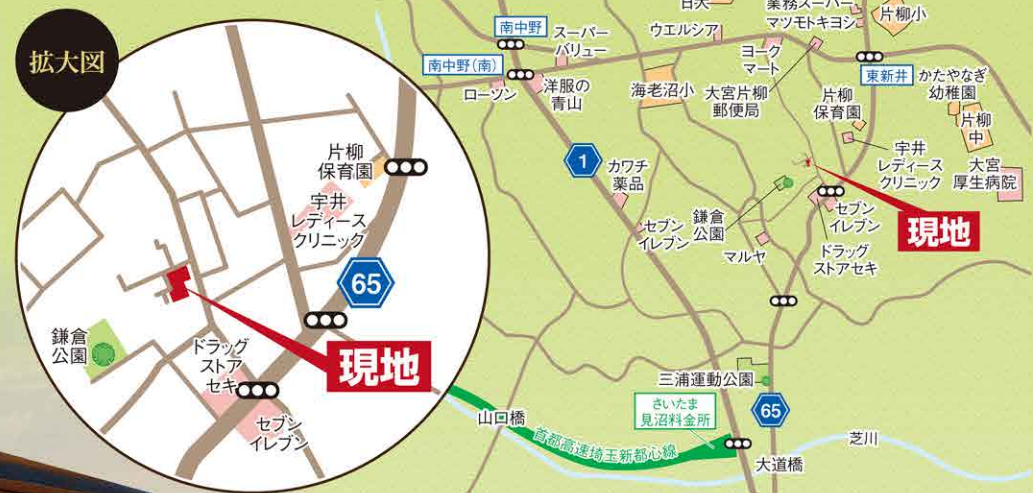 拡大図
片柳
保育園
宇井
レディース
クリニック
65
鎌倉
公園
ドラッグ
ストア
セキ
現地
セブン
イレブン
日大
業務スーパー
マツモトキヨシ
片柳小
南中野
スーパー
バリュー
ウエルシア
ヨーク
マート
南中野(南)
ローソン
洋服の
青山
海老沼小
大宮片柳
郵便局
東新井
かたやなぎ
幼稚園
片柳
保育園
片柳
中
宇井
レディース
クリニック
大宮
厚生病院
1
カワチ
薬品
鎌倉
公園
セブン
イレブン
セブン
イレブン
現地
マルヤ
ドラッグ
ストアセキ
三浦運動公園
さいたま
見沼料金所
65
山口橋
首都高速埼玉新都心線
芝川
大道橋